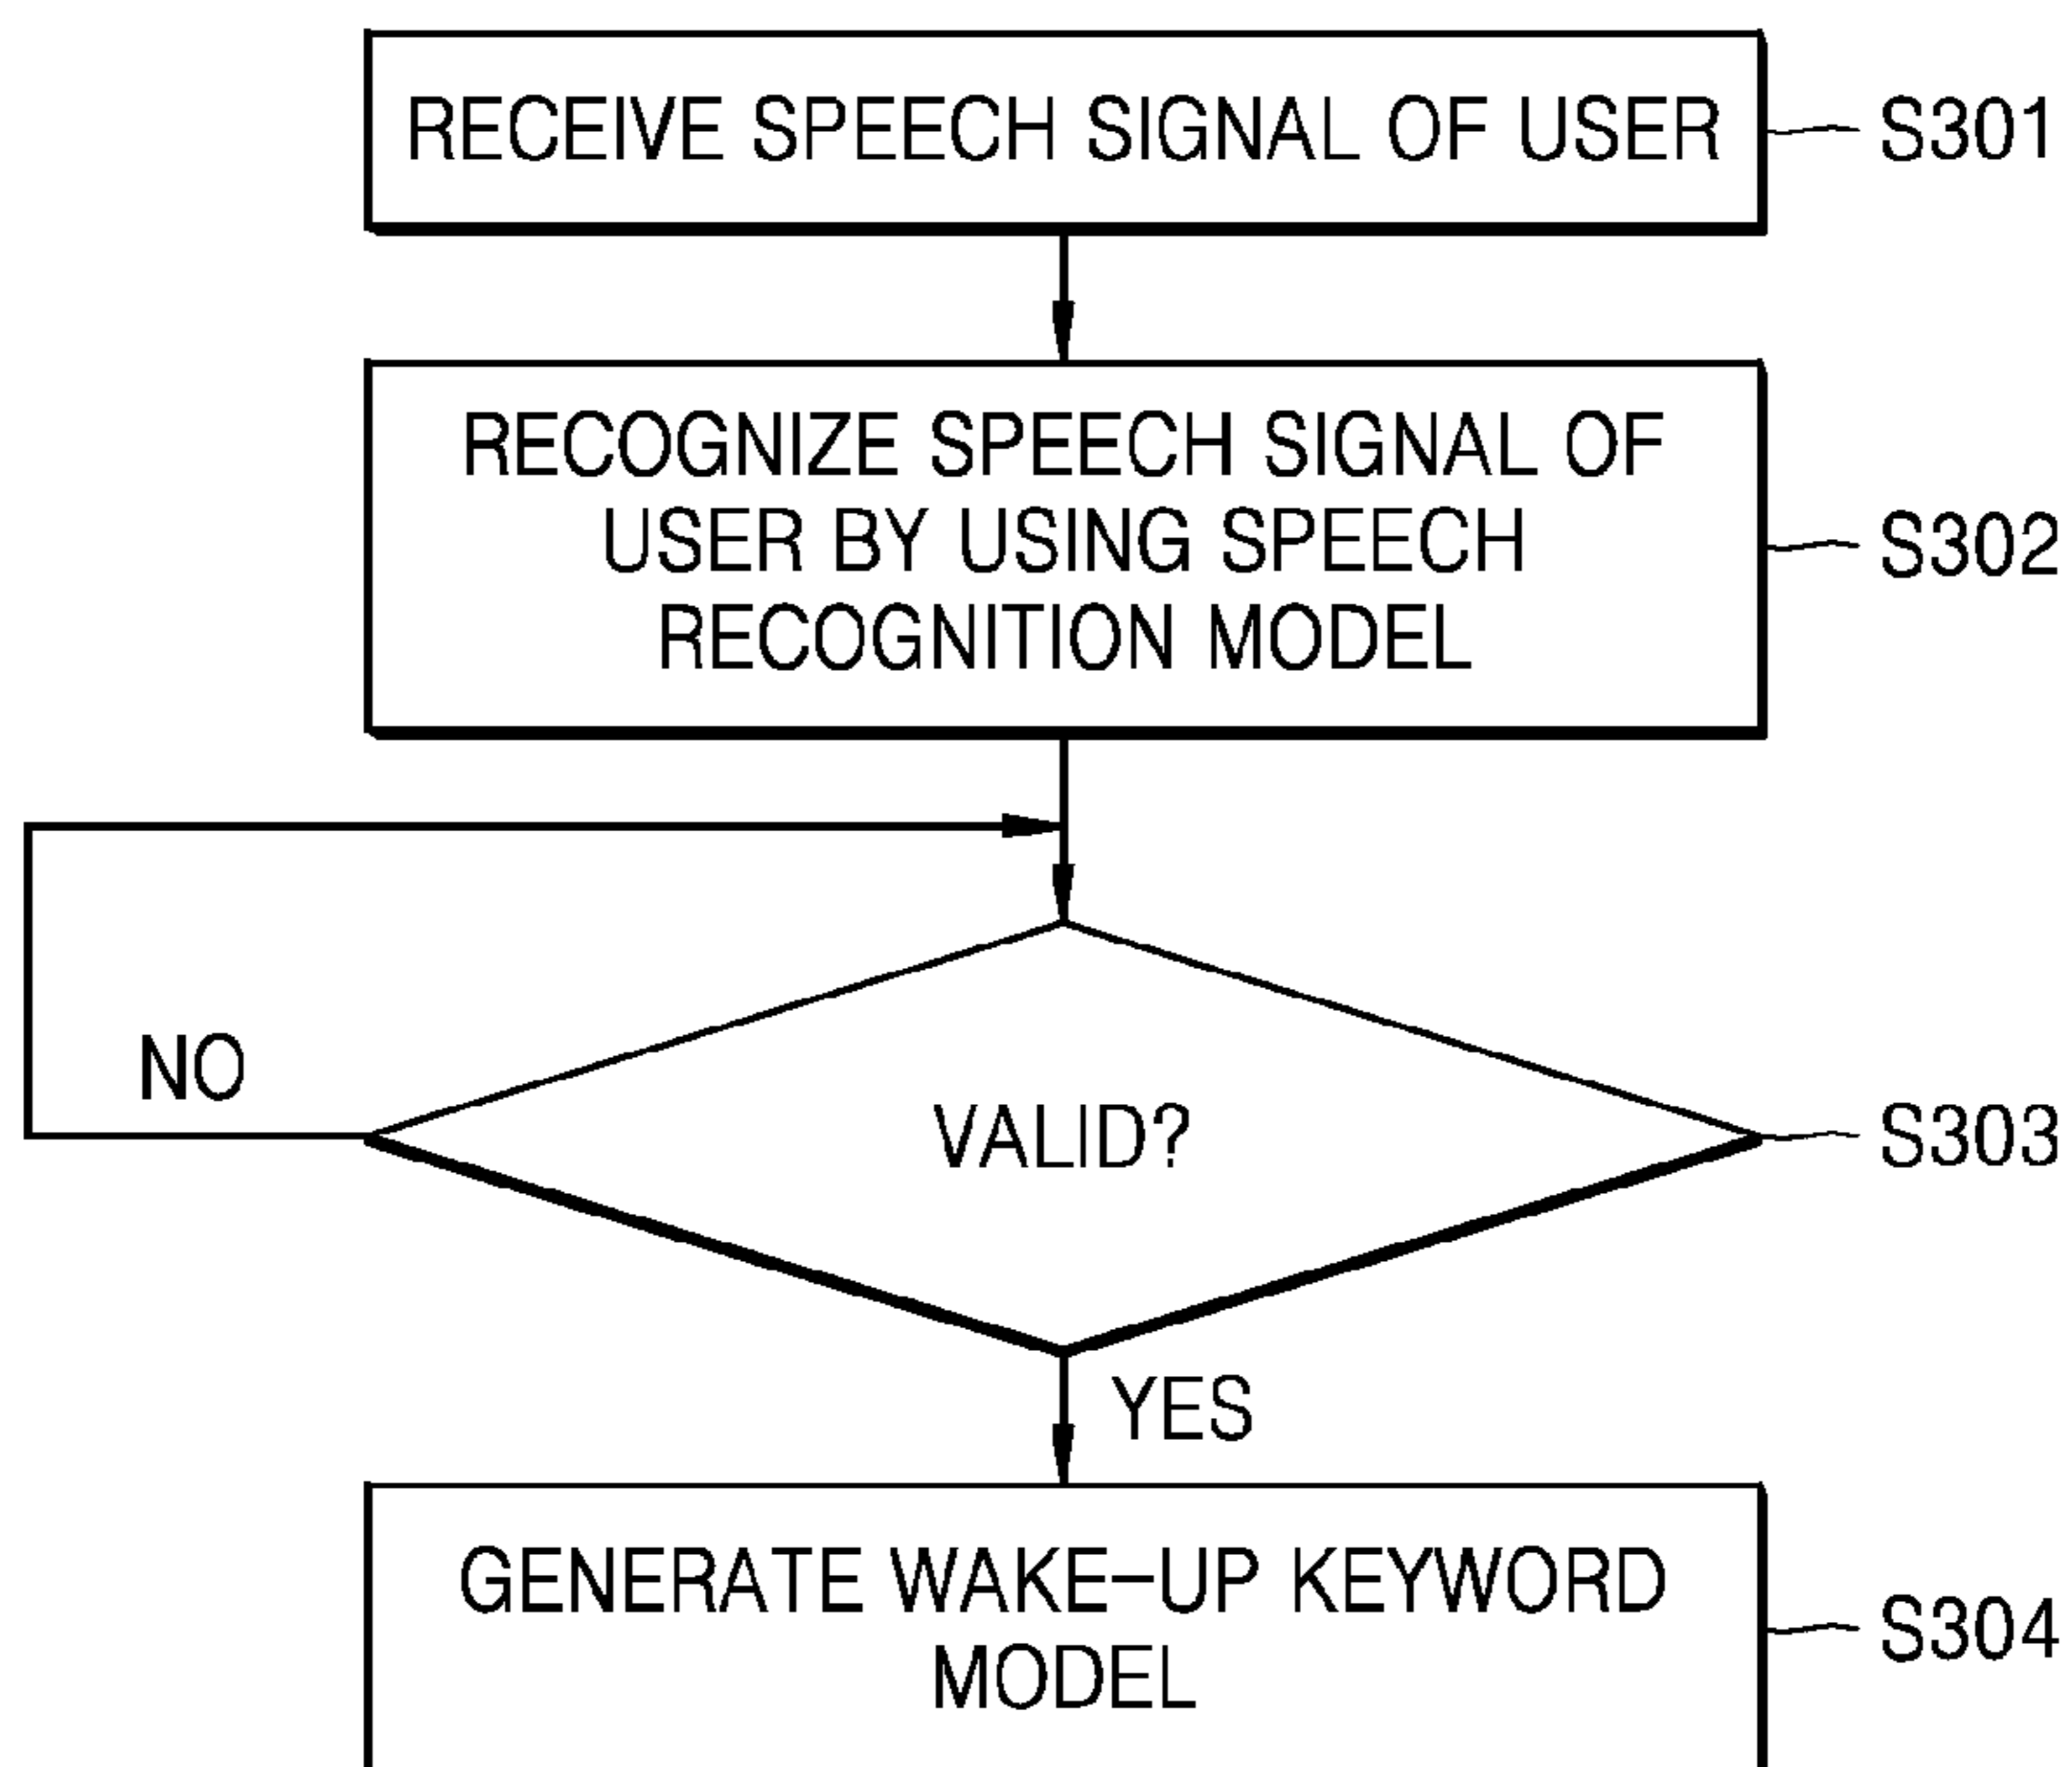 RECEIVE SPEECH SIGNAL OF USER
S301
RECOGNIZE SPEECH SIGNAL OF
USER BY USING SPEECH
RECOGNITION MODEL
S302
NO
VALID?
S303
YES
GENERATE WAKE-UP KEYWORD
MODEL
S304